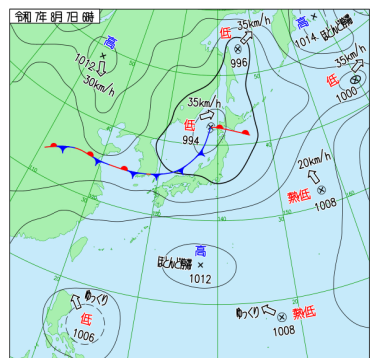 令和 7年 8月 7日 6時
高
1012
30km/h
低
35km/h
996
1014
ほとんど停滞
35km/h
低
1000
35km/h
低
994
20km/h
熱低
1008
高
ほとんど停滞
1012
ゆっくり
低
1006
ゆっくり
熱低
1008